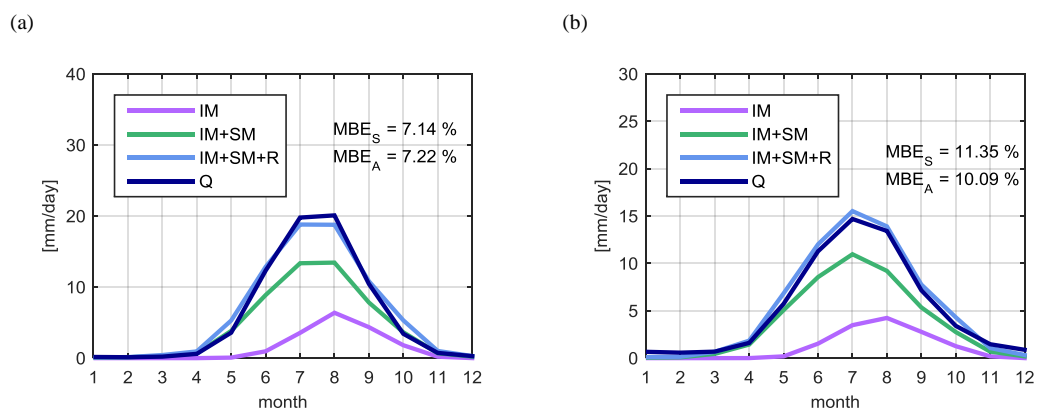 (a)
(b)
40
30
20
10
0
[mm/day]
IM
IM+SM
IM+SM+R
Q
MBE_S = 7.14 %
MBE_A = 7.22 %
1 2 3 4 5 6 7 8 9 10 11 12
month
30
25
20
15
10
5
0
[mm/day]
IM
IM+SM
IM+SM+R
Q
MBE_S = 11.35 %
MBE_A = 10.09 %
1 2 3 4 5 6 7 8 9 10 11 12
month